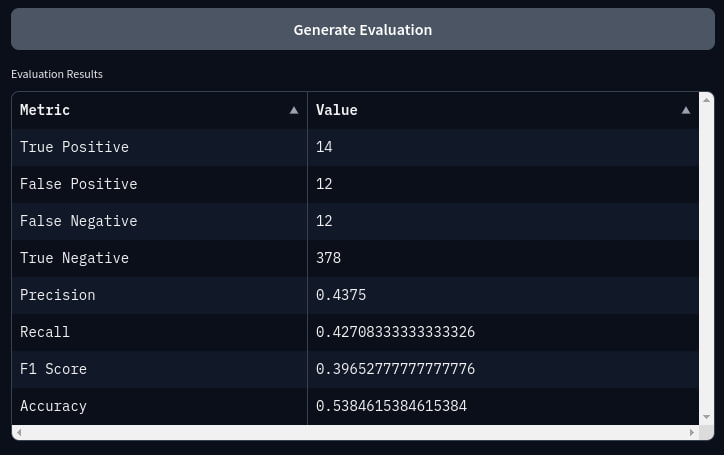 Generate Evaluation
Evaluation Results
Metric Value
True Positive 14
False Positive 12
False Negative 12
True Negative 378
Precision 0.4375
Recall 0.42708333333333326
F1 Score 0.39652777777777776
Accuracy 0.5384615384615384